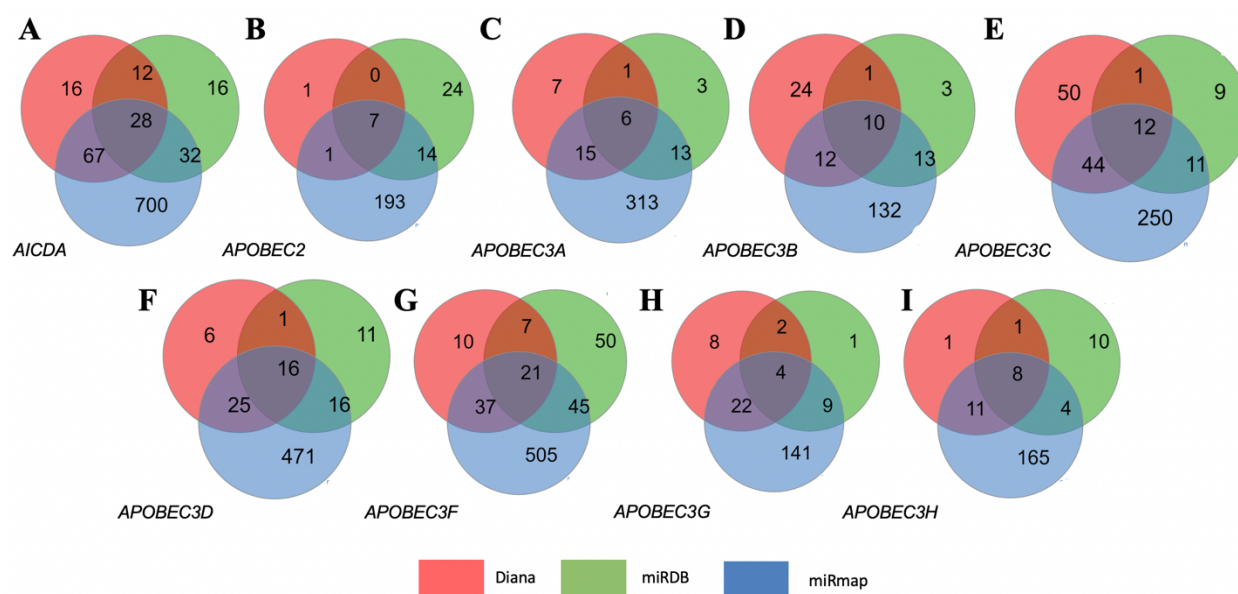 A B C D E
16 12 16 28 67 32 700
1 0 24 7 1 14 193
7 1 3 6 15 13 313
24 1 3 10 12 13 132
50 1 9 12 44 11 250
AICDA APOBEC2 APOBEC3A APOBEC3B APOBEC3C
F G H I
6 1 11 16 25 16 471
10 7 50 21 37 45 505
8 2 1 4 22 9 141
1 1 10 8 11 4 165
APOBEC3D APOBEC3F APOBEC3G APOBEC3H
Diana miRDB miRmap